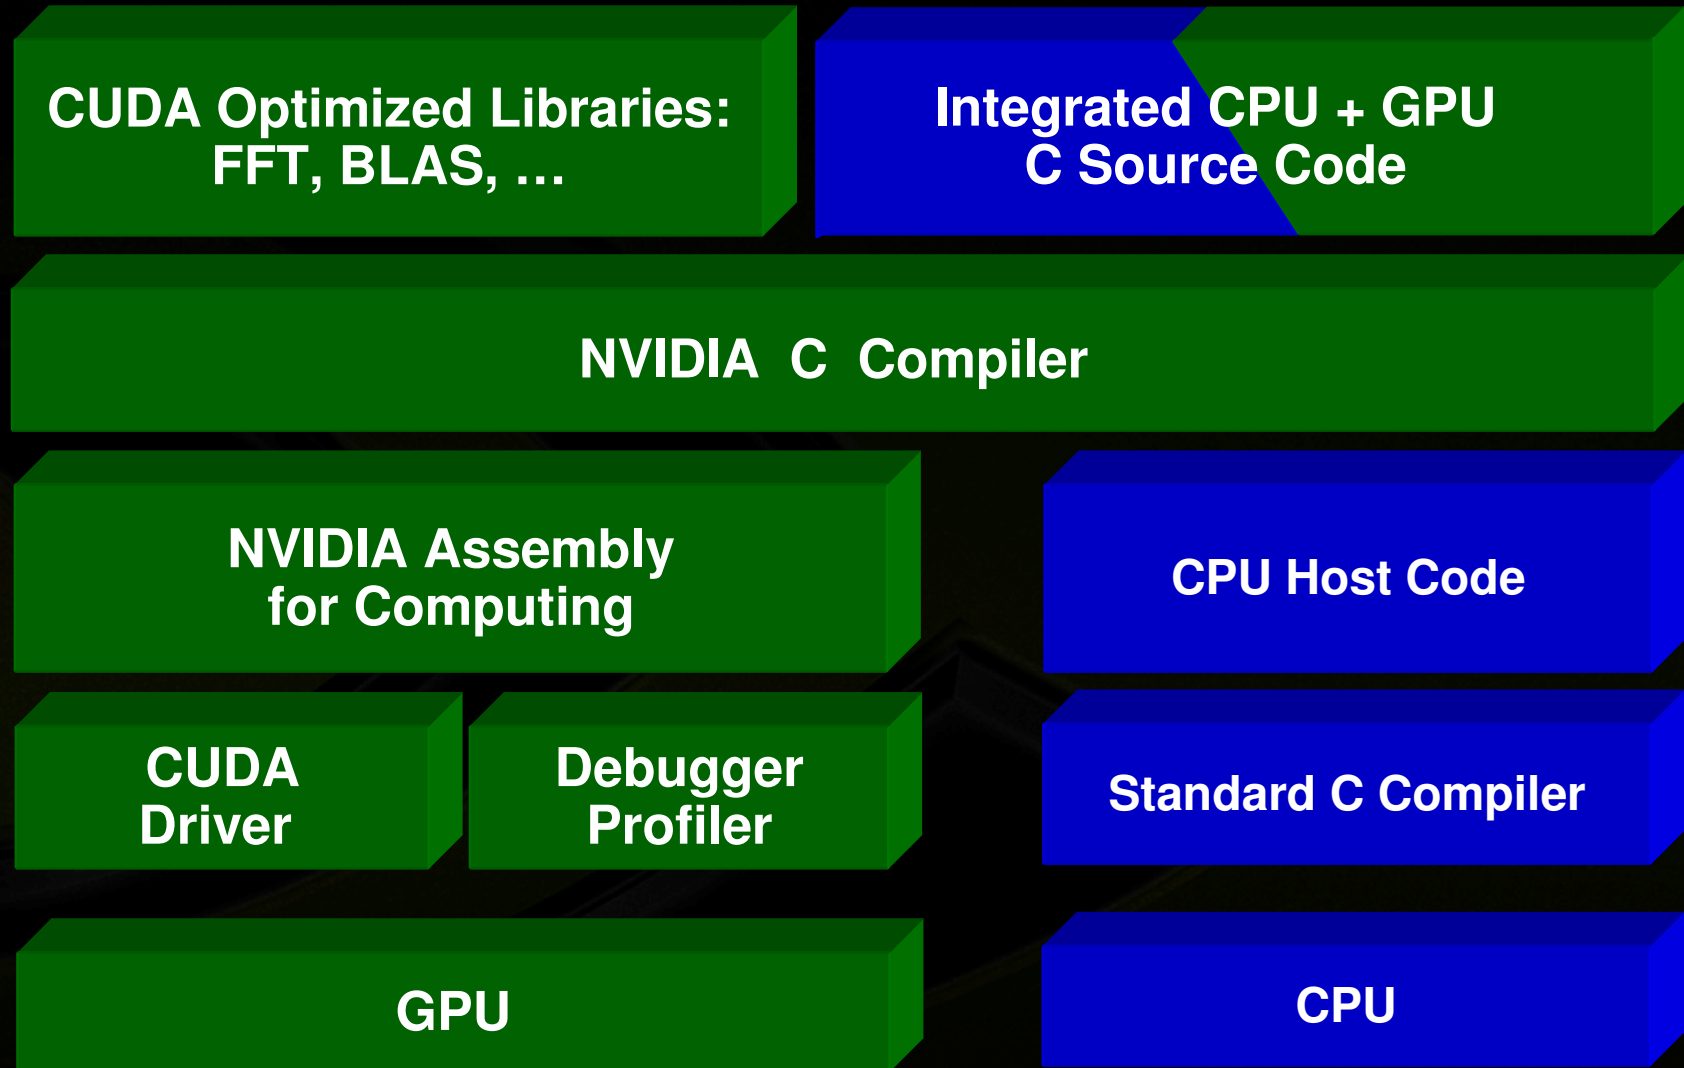 CUDA Optimized Libraries:
FFT, BLAS, …
Integrated CPU + GPU
C Source Code
NVIDIA C Compiler
NVIDIA Assembly
for Computing
CPU Host Code
CUDA
Driver
Debugger
Profiler
Standard C Compiler
GPU
CPU